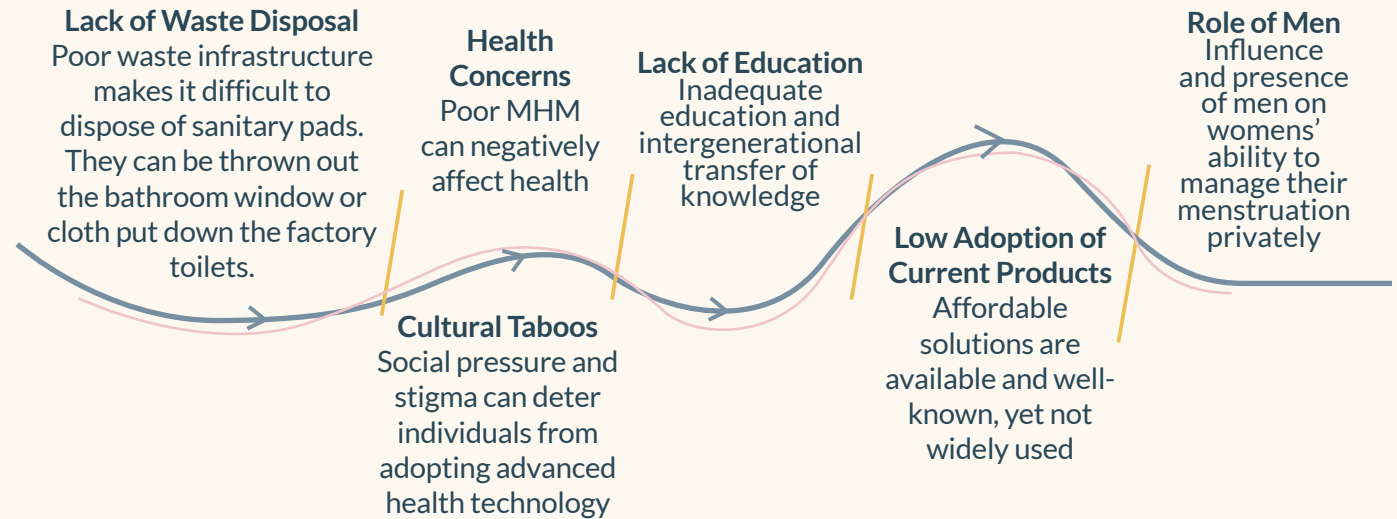 Lack of Waste Disposal
Poor waste infrastructure
makes it difficult to
dispose of sanitary pads.
They can be thrown out
the bathroom window or
cloth put down the factory
toilets.
Health
Concerns
Poor MHM
can negatively
affect health
Cultural Taboos
Social pressure and
stigma can deter
individuals from
adopting advanced
health technology
Lack of Education
Inadequate
education and
intergenerational
transfer of
knowledge
Low Adoption of
Current Products
Affordable
solutions are
available and well-
known, yet not
widely used
Role of Men
Influence
and presence
of men on
womens’
ability to
manage their
menstruation
privately